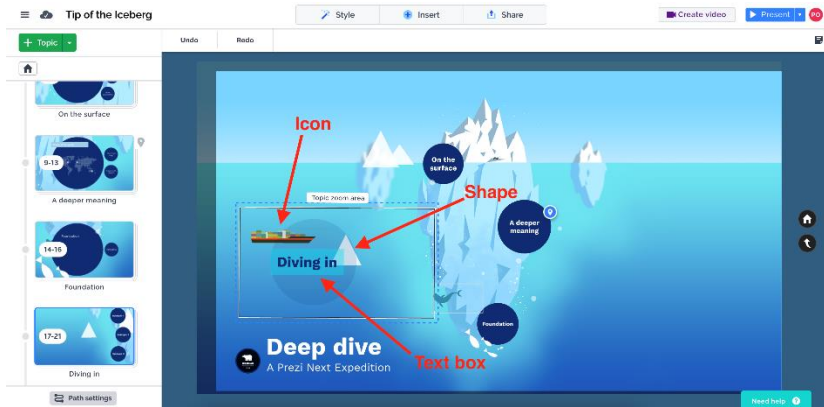 Tip of the Iceberg
Style
Insert
Share
Create video
Present
PO
+ Topic
Undo
Redo
On the surface
9-13
A deeper meaning
14-16
Foundation
17-21
Diving in
Path settings
Icon
On the
surface
Topic zoom area
Shape
A deeper
meaning
Diving in
Foundation
Deep dive
A Prezi Next Expedition
Text box
Need help ?